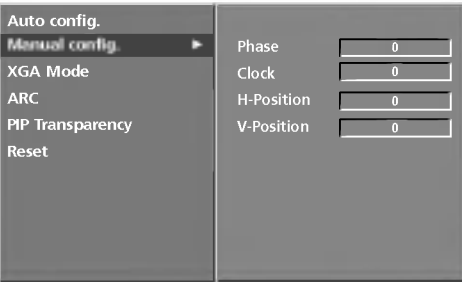 Auto config.
Manual config.
XGA Mode
ARC
PIP Transparency
Reset
Phase 0
Clock 0
H-Position 0
V-Position 0